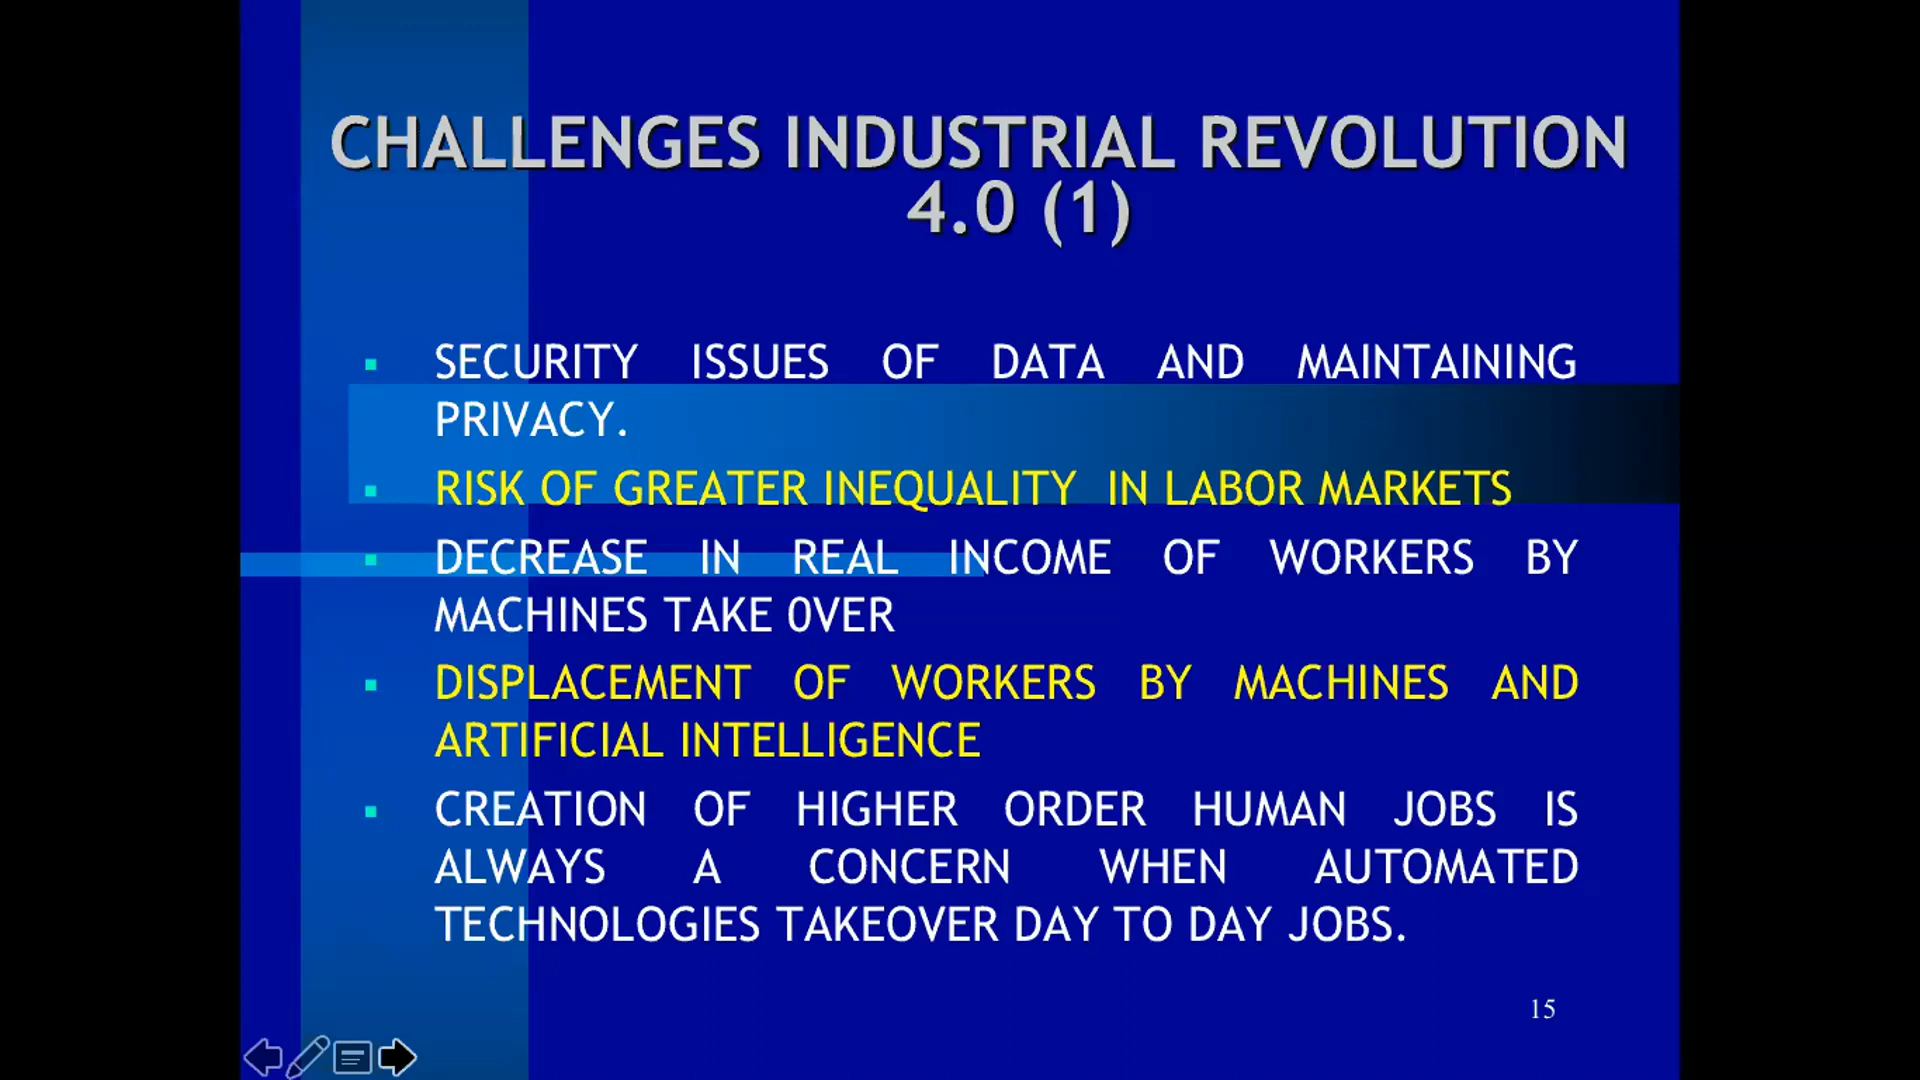 CHALLENGES INDUSTRIAL REVOLUTION
4.0 (1)
SECURITY ISSUES OF DATA AND MAINTAINING
PRIVACY.
RISK OF GREATER INEQUALITY IN LABOR MARKETS
DECREASE IN REAL INCOME OF WORKERS BY
MACHINES TAKE 0VER
DISPLACEMENT OF WORKERS BY MACHINES AND
ARTIFICIAL INTELLIGENCE
CREATION OF HIGHER ORDER HUMAN JOBS IS
ALWAYS A CONCERN WHEN AUTOMATED
TECHNOLOGIES TAKEOVER DAY TO DAY JOBS.
15